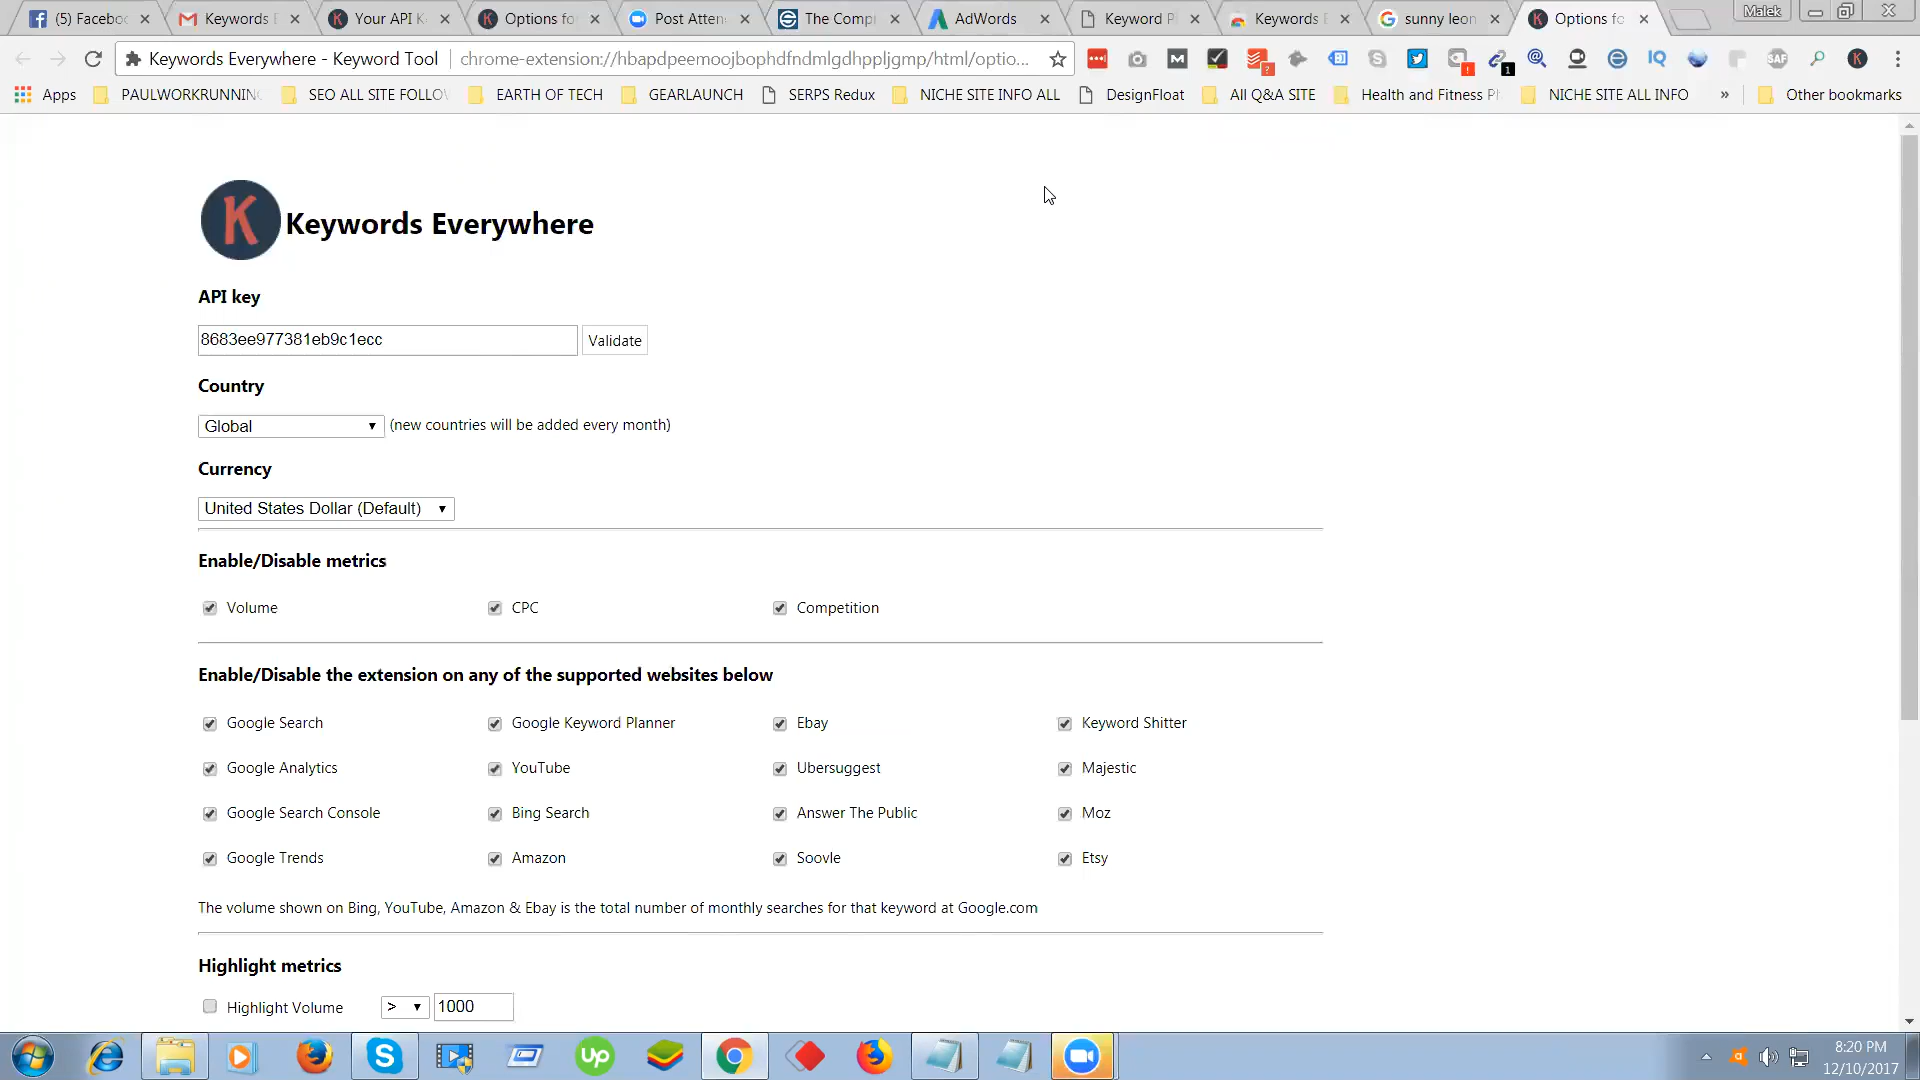 (5) Faceboo
Keywords E
Your API K
Options fo
Post Atten
The Compl
AdWords
Keyword P
Keywords E
sunny leon
Options fo
Malek
Keywords Everywhere - Keyword Tool
chrome-extension://hbapdpeemoojbophdfndmlgdhppljgmp/html/optio...
Apps
PAULWORKRUNNING
SEO ALL SITE FOLLOW
EARTH OF TECH
GEARLAUNCH
SERPS Redux
NICHE SITE INFO ALL
DesignFloat
All Q&A SITE
Health and Fitness Ph
NICHE SITE ALL INFO
»
Other bookmarks
K Keywords Everywhere
API key
8683ee977381eb9c1ecc
Validate
Country
Global
(new countries will be added every month)
Currency
United States Dollar (Default)
Enable/Disable metrics
Volume
CPC
Competition
Enable/Disable the extension on any of the supported websites below
Google Search
Google Keyword Planner
Ebay
Keyword Shitter
Google Analytics
YouTube
Ubersuggest
Majestic
Google Search Console
Bing Search
Answer The Public
Moz
Google Trends
Amazon
Soovle
Etsy
The volume shown on Bing, YouTube, Amazon & Ebay is the total number of monthly searches for that keyword at Google.com
Highlight metrics
Highlight Volume
>
1000
8:20 PM
12/10/2017